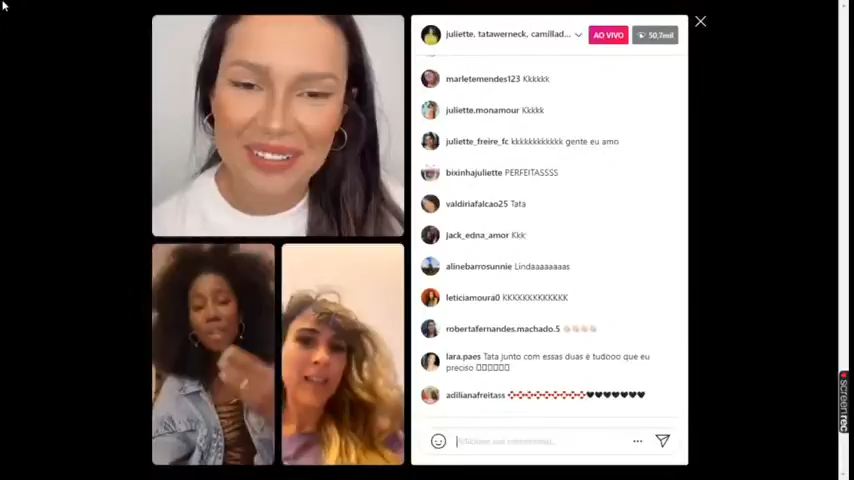 juliette, tatawerneck, camillad...
AO VIVO
50,7mil
marletemendes123 Kkkkkk
juliette.monamour Kkkkk
juliette_freire_fc kkkkkkkkkkkk gente eu amo
bixinhajuliette PERFEITASSSS
valdiriafalcao25 Tata
jack_edna_amor Kkk
alinebarrosunnie Lindaaaaaaas
leticiamoura0 KKKKKKKKKKKKK
robertafernandes.machado.5 👏🏻👏🏻👏🏻👏🏻
lara.paes Tata junto com essas duas é tudooo que eu
preciso
adilianafreitass ♥♥♥♥♥♥♥
screenrec